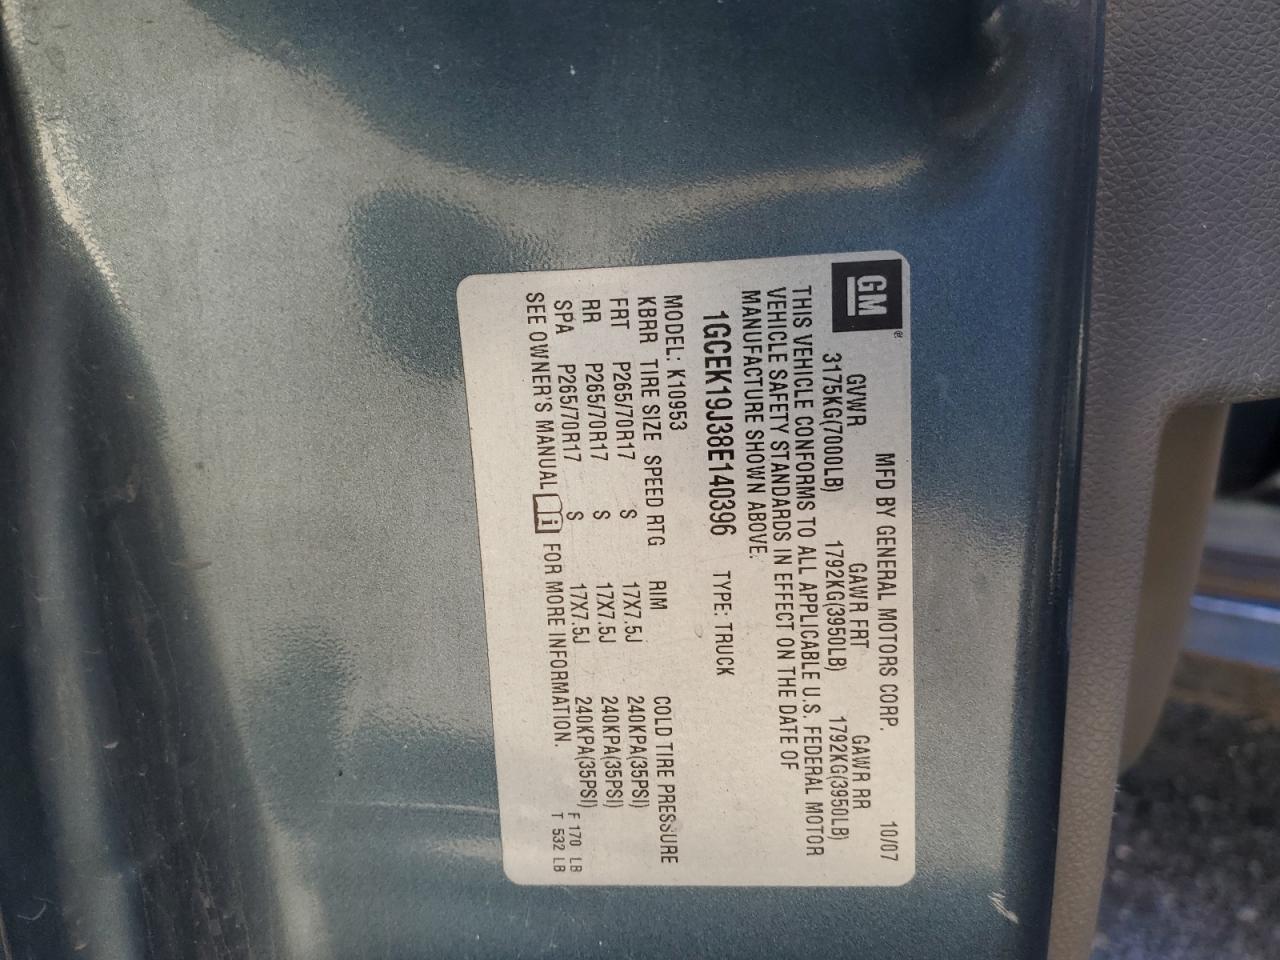 GM®
MFD BY GENERAL MOTORS CORP. 10/07
GVWR GAWR FRT GAWR RR
3175KG(7000LB) 1792KG(3950LB) 1792KG(3950LB)
THIS VEHICLE CONFORMS TO ALL APPLICABLE U.S. FEDERAL MOTOR
VEHICLE SAFETY STANDARDS IN EFFECT ON THE DATE OF
MANUFACTURE SHOWN ABOVE.
1GCEK19J38E140396 TYPE: TRUCK
MODEL: K10953
KBRR TIRE SIZE SPEED RTG RIM COLD TIRE PRESSURE
FRT P265/70R17 S 17X7.5J 240KPA(35PSI)
RR P265/70R17 S 17X7.5J 240KPA(35PSI)
SPA P265/70R17 S 17X7.5J 240KPA(35PSI) F 170 LB
SEE OWNER'S MANUAL i FOR MORE INFORMATION. T 532 LB